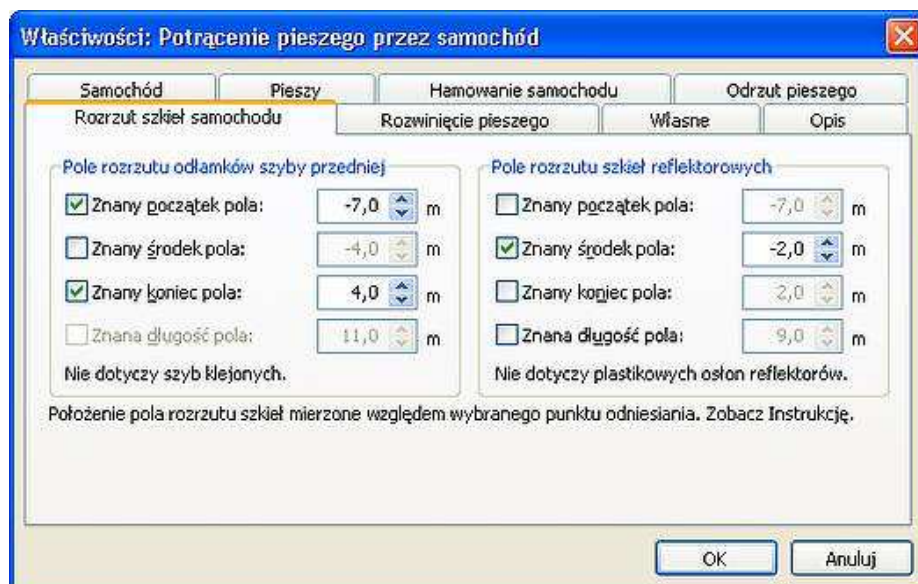 Właściwości: Potrącenie pieszego przez samochód
Samochód Pieszy Hamowanie samochodu Odrzut pieszego
Rozrzut szkieł samochodu Rozwinięcie pieszego Własne Opis
Pole rozrzutu odłamków szyby przedniej
Znany początek pola: -7,0 m
Znany środek pola: -4,0 m
Znany koniec pola: 4,0 m
Znana długość pola: 11,0 m
Nie dotyczy szyb klejonych.
Pole rozrzutu szkieł reflektorowych
Znany początek pola: -7,0 m
Znany środek pola: -2,0 m
Znany koniec pola: 2,0 m
Znana długość pola: 9,0 m
Nie dotyczy plastikowych osłon reflektorów.
Położenie pola rozrzutu szkieł mierzone względem wybranego punktu odniesiania. Zobacz Instrukcję.
OK Anuluj